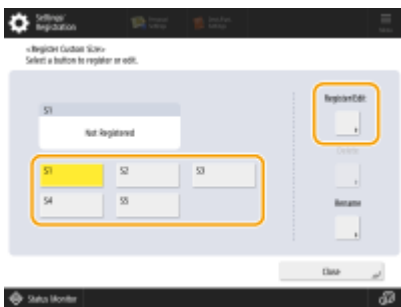 Settings/
Registration
<Register Custom Size>
Select a button to register or edit.
S1
Not Registered
S1
S2
S3
S4
S5
Register/Edit
Delete
Rename
Close
Status Monitor